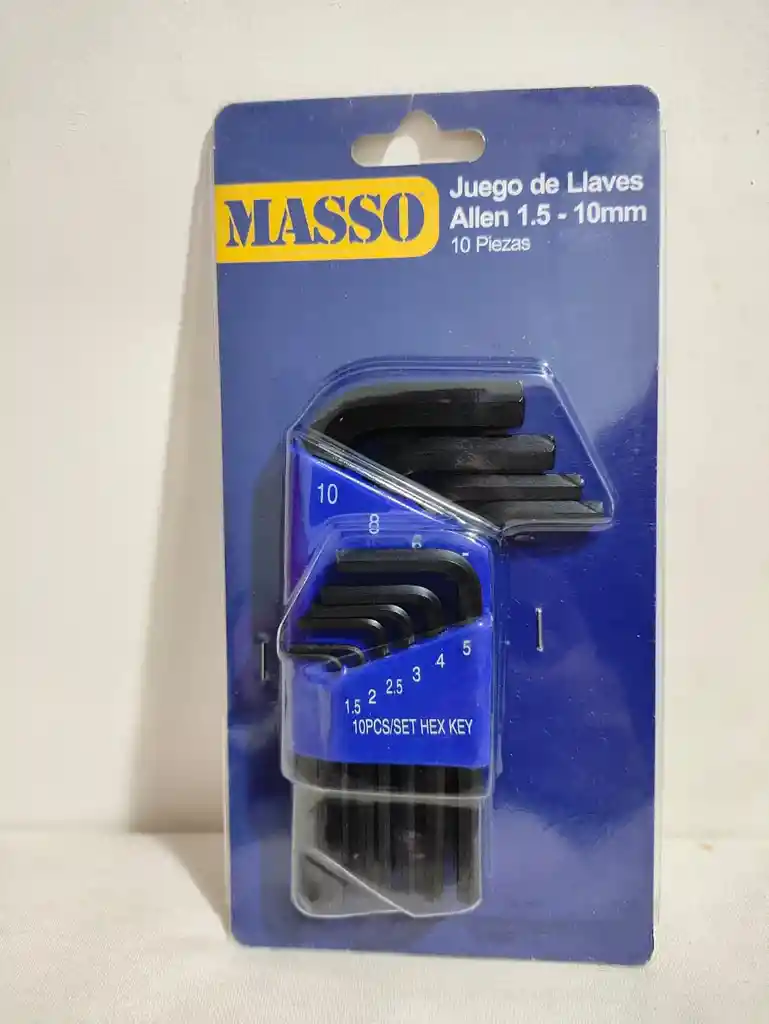 MASSO
Juego de Llaves
Allen 1.5 - 10mm
10 Piezas
10
8
5
4
3
2.5
2
1.5
10PCS/SET HEX KEY